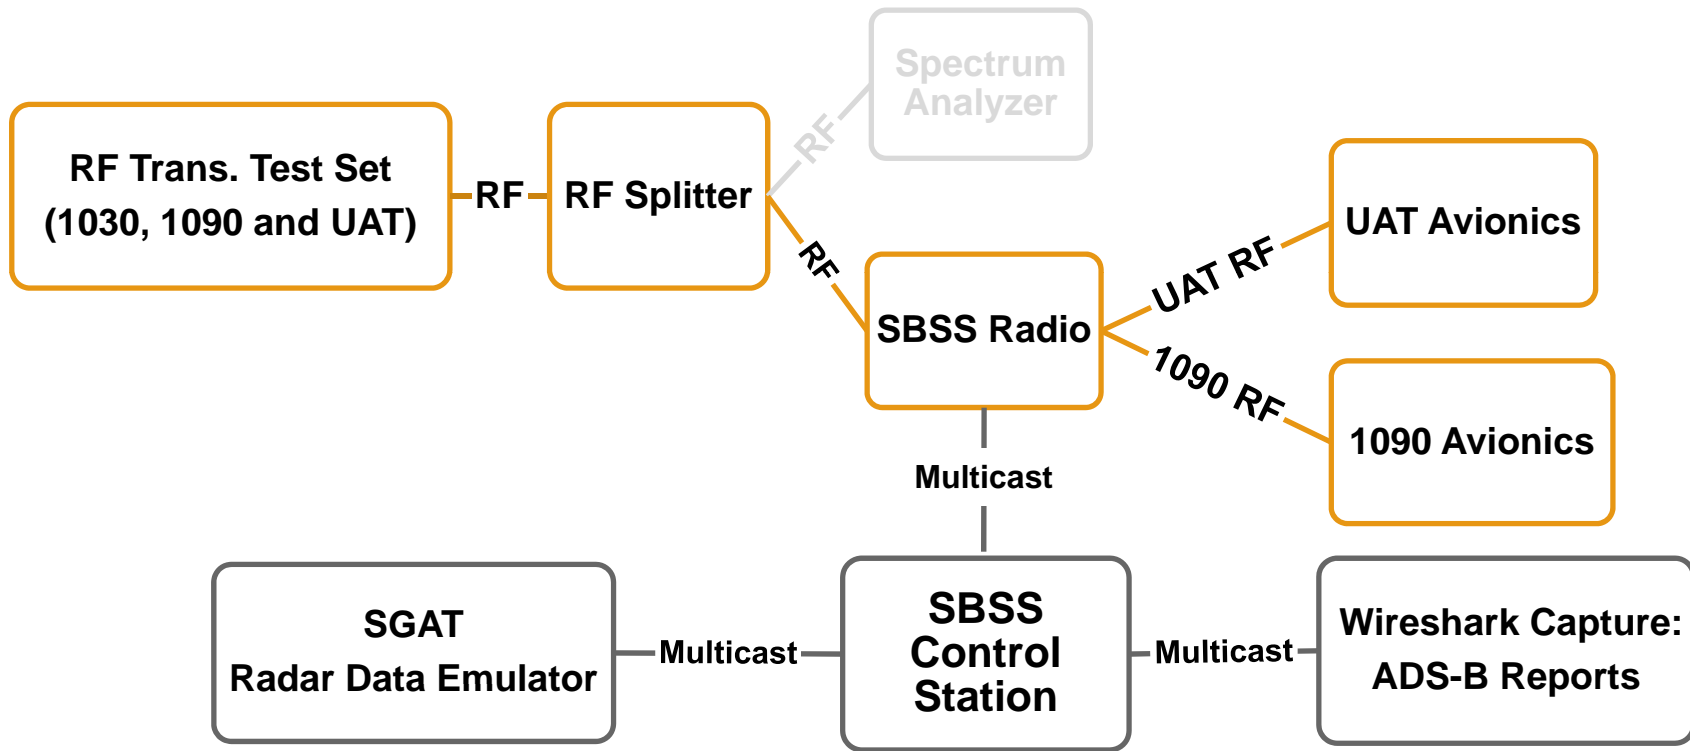 Spectrum
Analyzer
RF
RF Trans. Test Set
(1030, 1090 and UAT)
RF
RF Splitter
RF
SBSS Radio
UAT RF
UAT Avionics
1090 RF
1090 Avionics
Multicast
SGAT
Radar Data Emulator
Multicast
SBSS
Control
Station
Multicast
Wireshark Capture:
ADS-B Reports